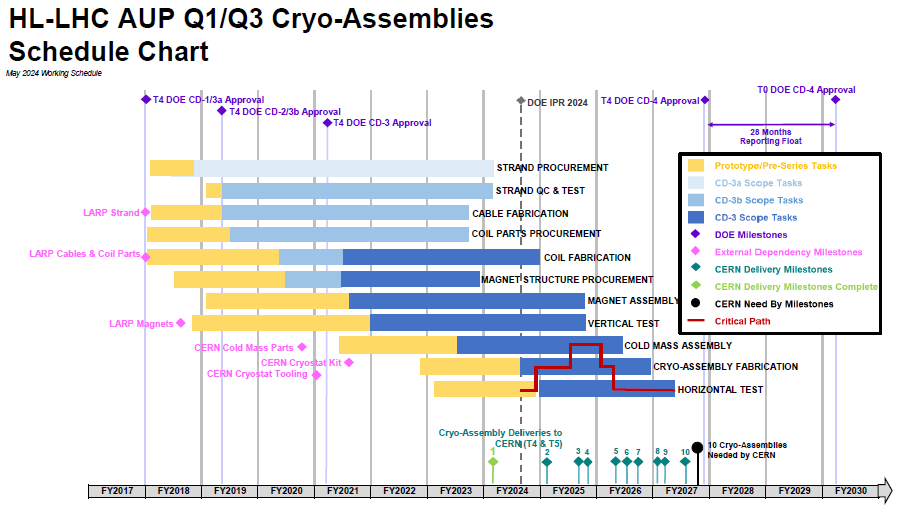 HL-LHC AUP Q1/Q3 Cryo-Assemblies
Schedule Chart
May 2024 Working Schedule
T4 DOE CD-1/3a Approval
T4 DOE CD-2/3b Approval
T4 DOE CD-3 Approval
DOE IPR 2024
T4 DOE CD-4 Approval
T0 DOE CD-4 Approval
28 Months
Reporting Float
STRAND PROCUREMENT
STRAND QC & TEST
LARP Strand
CABLE FABRICATION
COIL PARTS PROCUREMENT
LARP Cables & Coil Parts
COIL FABRICATION
MAGNET STRUCTURE PROCUREMENT
MAGNET ASSEMBLY
LARP Magnets
VERTICAL TEST
CERN Cold Mass Parts
COLD MASS ASSEMBLY
CERN Cryostat Kit
CRYO-ASSEMBLY FABRICATION
CERN Cryostat Tooling
HORIZONTAL TEST
Prototype/Pre-Series Tasks
CD-3a Scope Tasks
CD-3b Scope Tasks
CD-3 Scope Tasks
DOE Milestones
External Dependency Milestones
CERN Delivery Milestones
CERN Delivery Milestones Complete
CERN Need By Milestones
Critical Path
Cryo-Assembly Deliveries to
CERN (T4 & T5)
1 2 3 4 5 6 7 8 9 10
10 Cryo-Assemblies
Needed by CERN
FY2017 FY2018 FY2019 FY2020 FY2021 FY2022 FY2023 FY2024 FY2025 FY2026 FY2027 FY2028 FY2029 FY2030